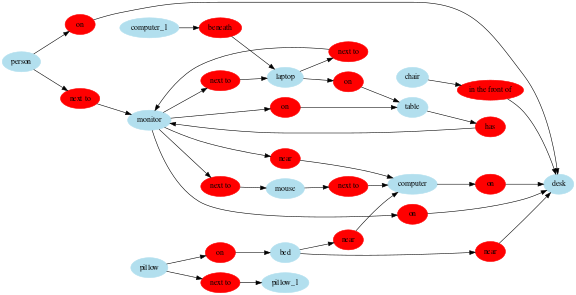 on
computer_1
beneath
person
next to
laptop
chair
next to
on
in the front of
next to
on
table
monitor
has
near
next to
mouse
next to
computer
on
desk
on
near
on
bed
near
pillow
next to
pillow_1